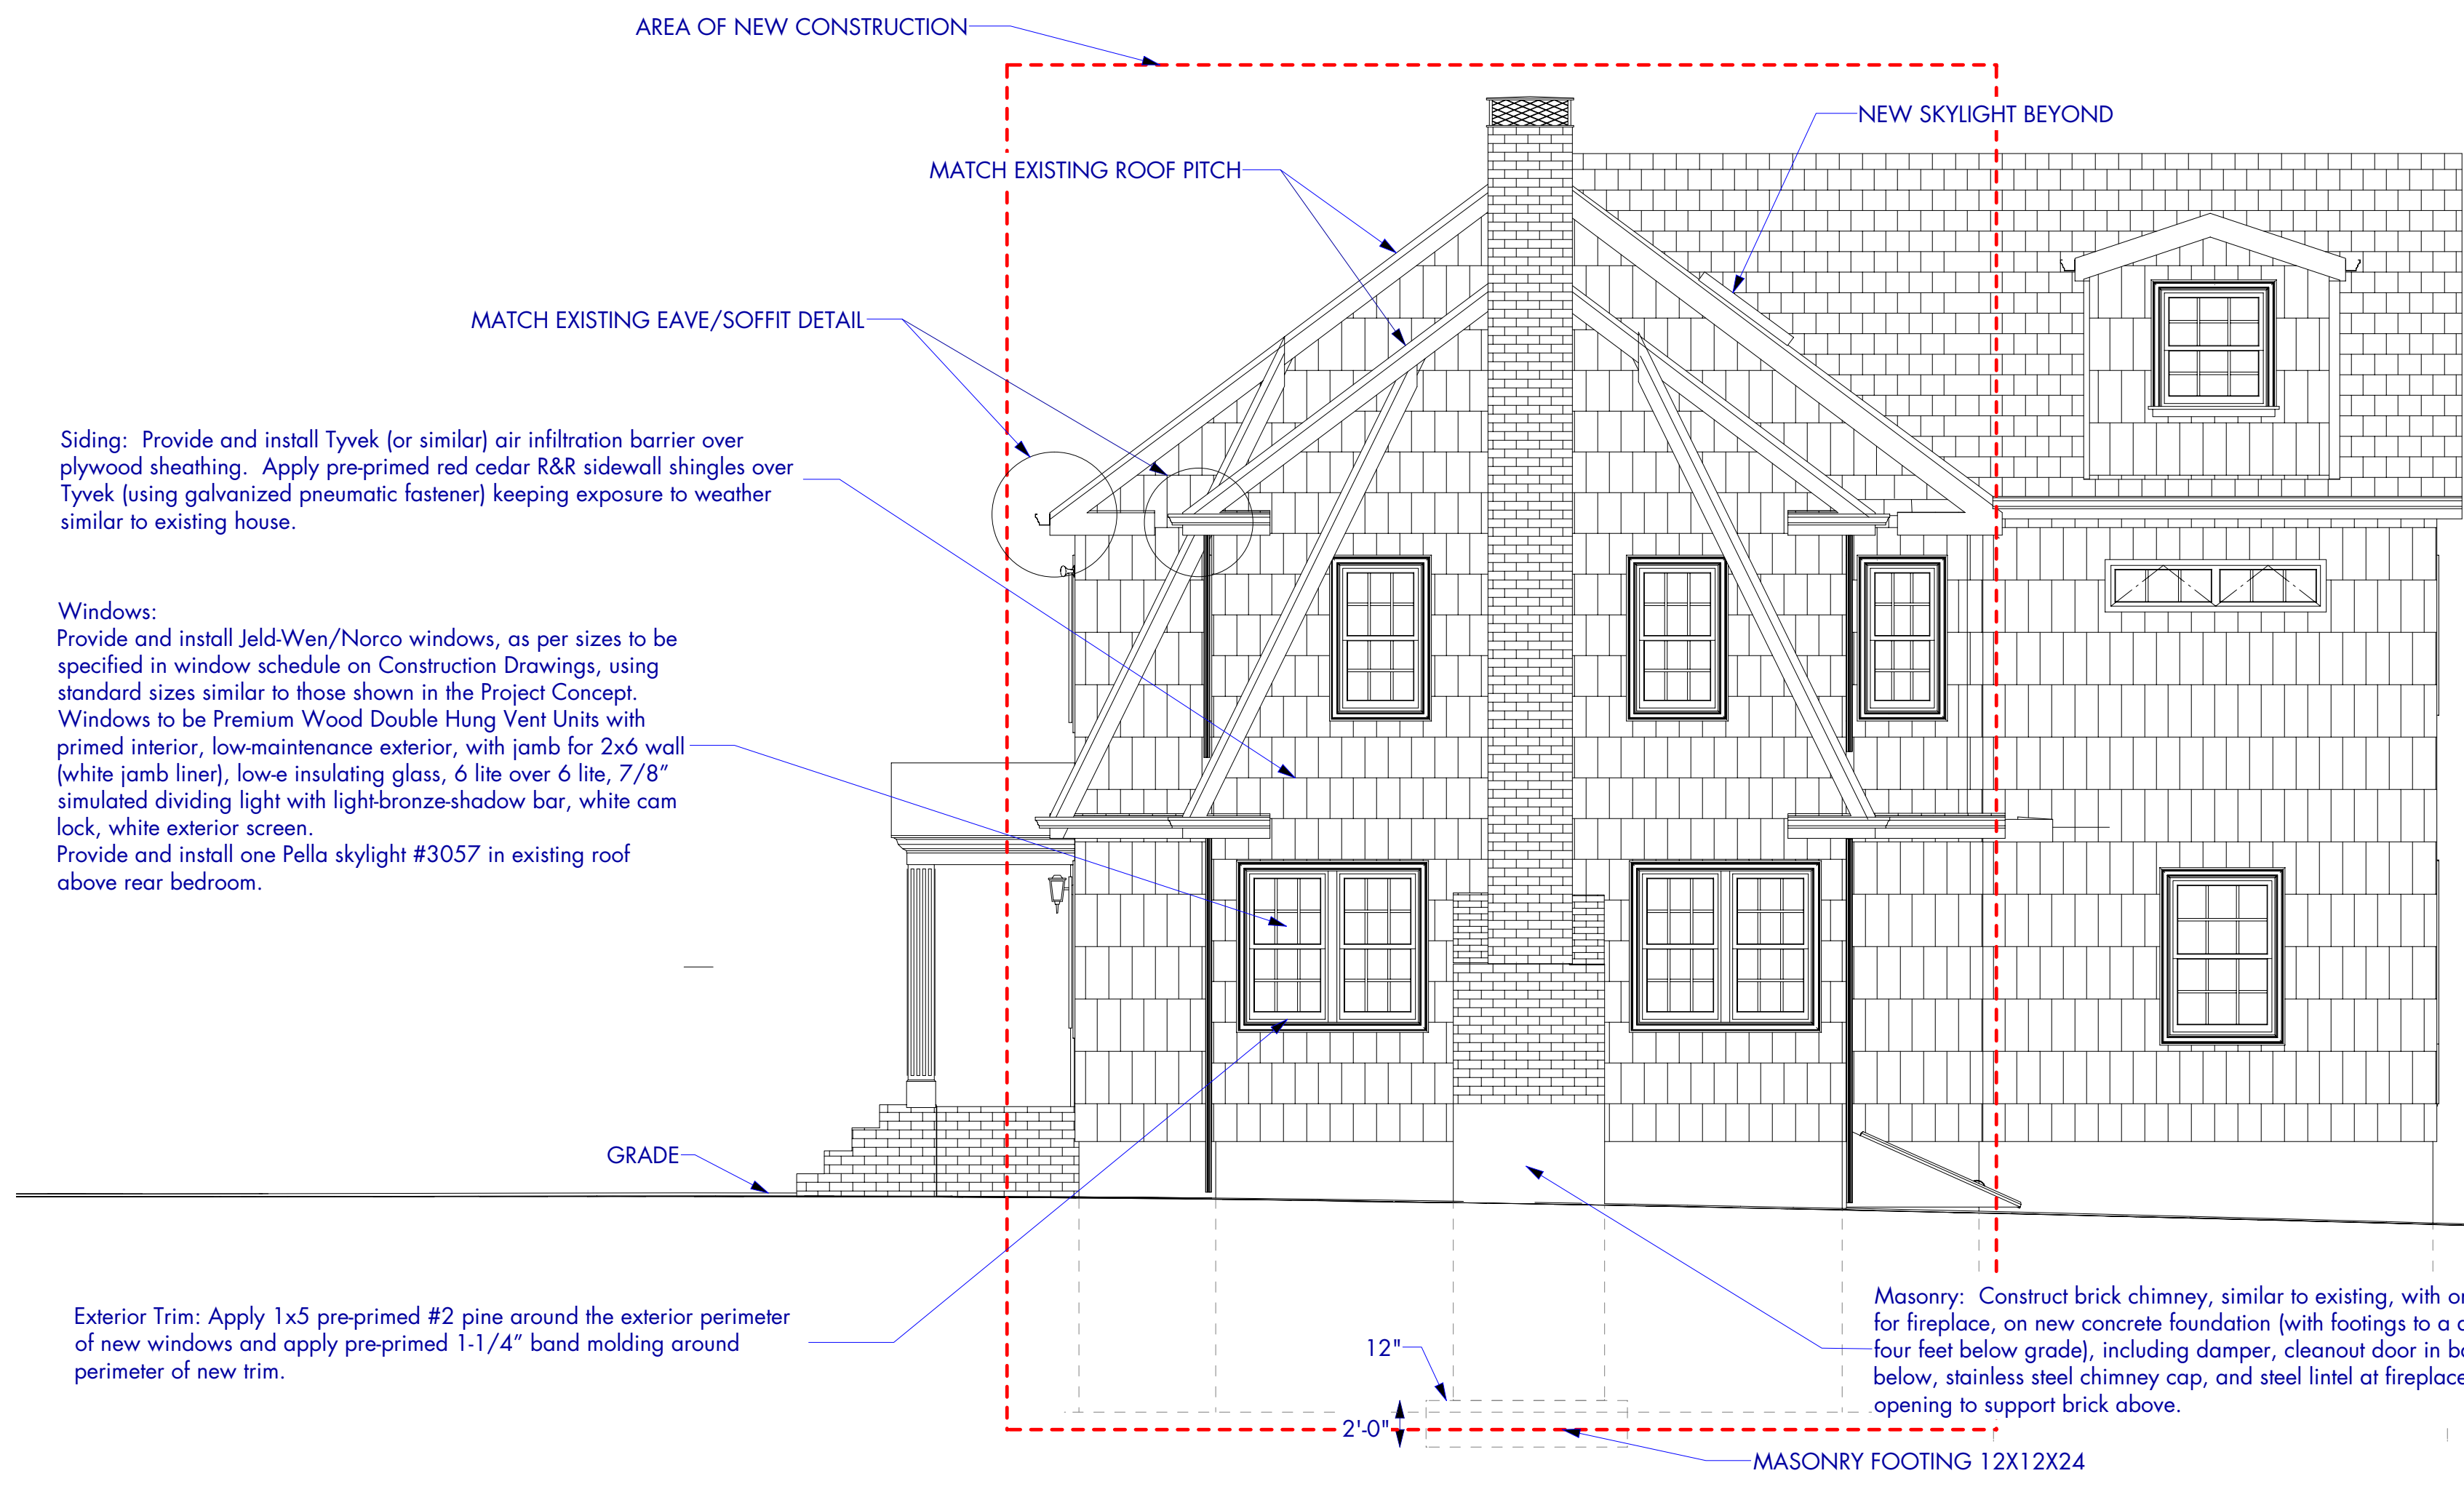 AREA OF NEW CONSTRUCTION
NEW SKYLIGHT BEYOND
MATCH EXISTING ROOF PITCH
MATCH EXISTING EAVE/SOFFIT DETAIL
Siding:  Provide and install Tyvek (or similar) air infiltration barrier over
plywood sheathing.  Apply pre-primed red cedar R&R sidewall shingles over
Tyvek (using galvanized pneumatic fastener) keeping exposure to weather
similar to existing house.
Windows:
Provide and install Jeld-Wen/Norco windows, as per sizes to be
specified in window schedule on Construction Drawings, using
standard sizes similar to those shown in the Project Concept.
Windows to be Premium Wood Double Hung Vent Units with
primed interior, low-maintenance exterior, with jamb for 2x6 wall
(white jamb liner), low-e insulating glass, 6 lite over 6 lite, 7/8”
simulated dividing light with light-bronze-shadow bar, white cam
lock, white exterior screen.
Provide and install one Pella skylight #3057 in existing roof
above rear bedroom.
GRADE
Exterior Trim: Apply 1x5 pre-primed #2 pine around the exterior perimeter
of new windows and apply pre-primed 1-1/4” band molding around
perimeter of new trim.
Masonry:  Construct brick chimney, similar to existing, with
for fireplace, on new concrete foundation (with footings to a
four feet below grade), including damper, cleanout door in
below, stainless steel chimney cap, and steel lintel at fireplace
opening to support brick above.
12"
2'-0"
MASONRY FOOTING 12X12X24